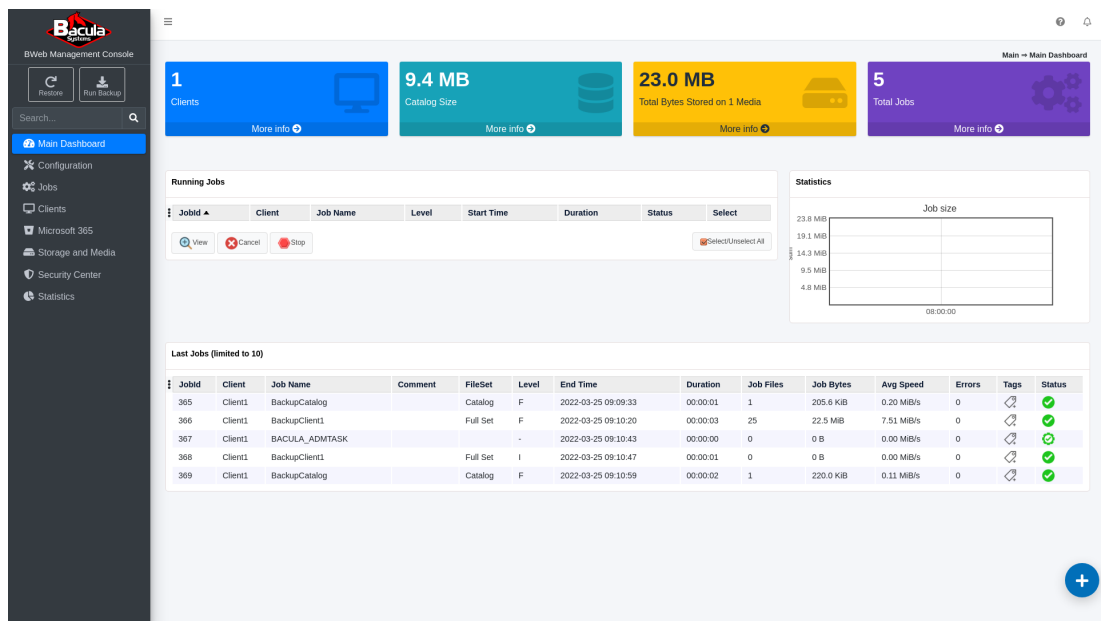 Bacula
Systems
BWeb Management Console
Restore
Run Backup
Search...
Main Dashboard
Configuration
Jobs
Clients
Microsoft 365
Storage and Media
Security Center
Statistics
Main ⇒ Main Dashboard
1
Clients
More info
9.4 MB
Catalog Size
More info
23.0 MB
Total Bytes Stored on 1 Media
More info
5
Total Jobs
More info
Running Jobs
JobId Client Job Name Level Start Time Duration Status Select
View Cancel Stop Select/Unselect All
Statistics
Job size
23.8 MiB
19.1 MiB
14.3 MiB
9.5 MiB
4.8 MiB
08:00:00
Last Jobs (limited to 10)
JobId Client Job Name Comment FileSet Level End Time Duration Job Files Job Bytes Avg Speed Errors Tags Status
365 Client1 BackupCatalog Catalog F 2022-03-25 09:09:33 00:00:01 1 205.6 KiB 0.20 MiB/s 0
366 Client1 BackupClient1 Full Set F 2022-03-25 09:10:20 00:00:03 25 22.5 MiB 7.51 MiB/s 0
367 Client1 BACULA_ADMTASK - 2022-03-25 09:10:43 00:00:00 0 0 B 0.00 MiB/s 0
368 Client1 BackupClient1 Full Set I 2022-03-25 09:10:47 00:00:01 0 0 B 0.00 MiB/s 0
369 Client1 BackupCatalog Catalog F 2022-03-25 09:10:59 00:00:02 1 220.0 KiB 0.11 MiB/s 0